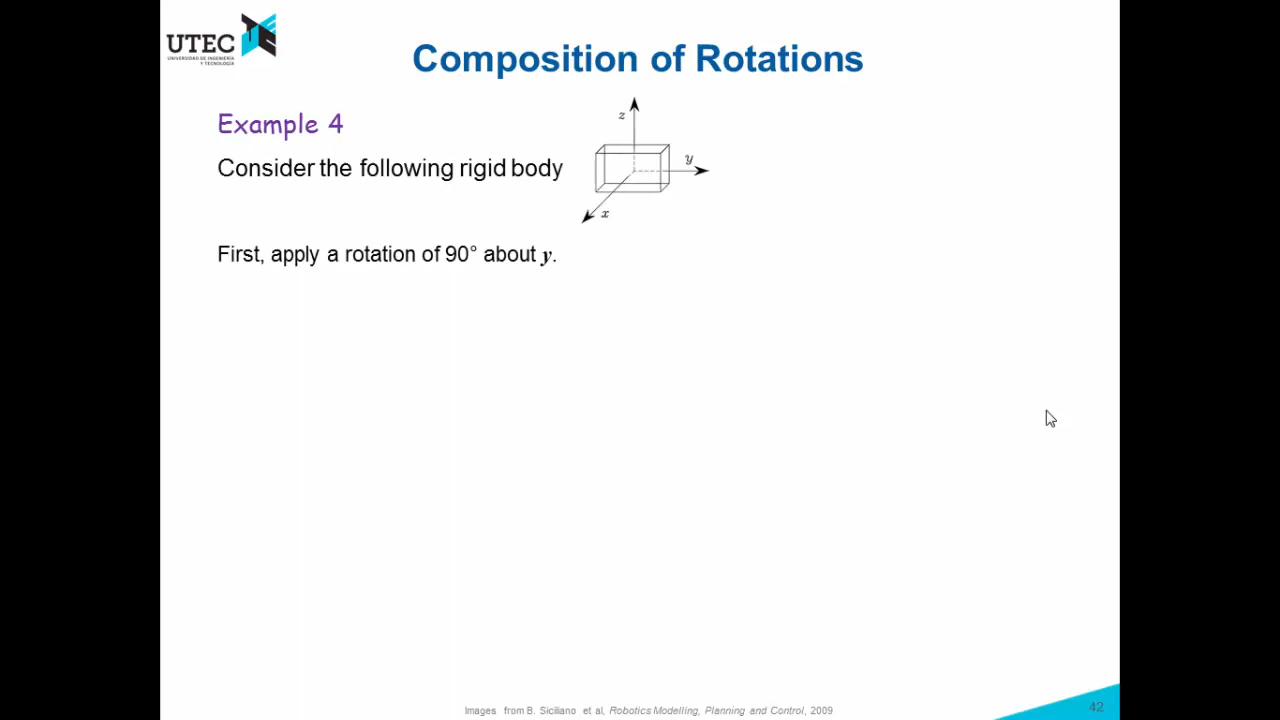 UTEC
UNIVERSIDAD DE INGENIERÍA
Y TECNOLOGÍA
Composition of Rotations
Example 4
Consider the following rigid body
z
y
x
First, apply a rotation of 90° about y.
Images from B. Siciliano et al, Robotics Modelling, Planning and Control, 2009
42